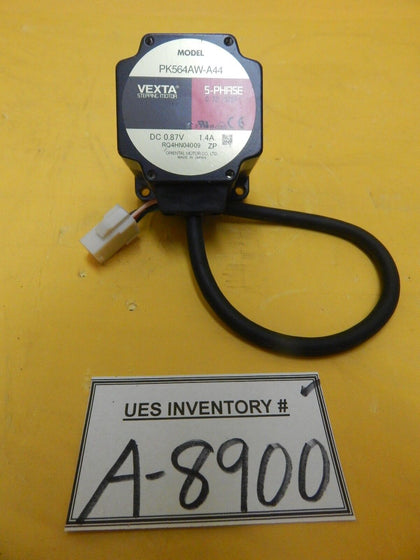 MODEL
PK564AW-A44
VEXTA®
STEPPING MOTOR
5-PHASE
DC 0.87V 1.4A
RQ4HN04009 ZP
ORIENTAL MOTOR CO., LTD.
MADE IN JAPAN
UES INVENTORY #
A-8900